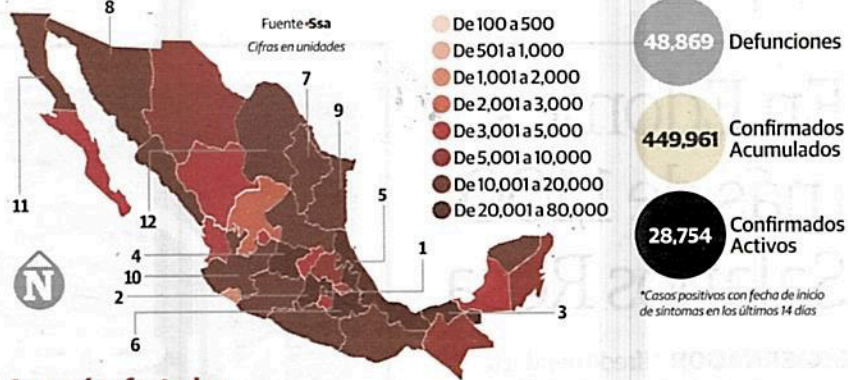 8
Fuente•Ssa
Cifras en unidades
7
9
5
11
12
4
10
2
6
1
3
N
De 100 a 500
De 501 a 1,000
De 1,001 a 2,000
De 2,001 a 3,000
De 3,001 a 5,000
De 5,001 a 10,000
De 10,001 a 20,000
De 20,001 a 80,000
48,869 Defunciones
449,961 Confirmados
Acumulados
28,754 Confirmados
Activos
*Casos positivos con fecha de inicio
de síntomas en los últimos 14 días